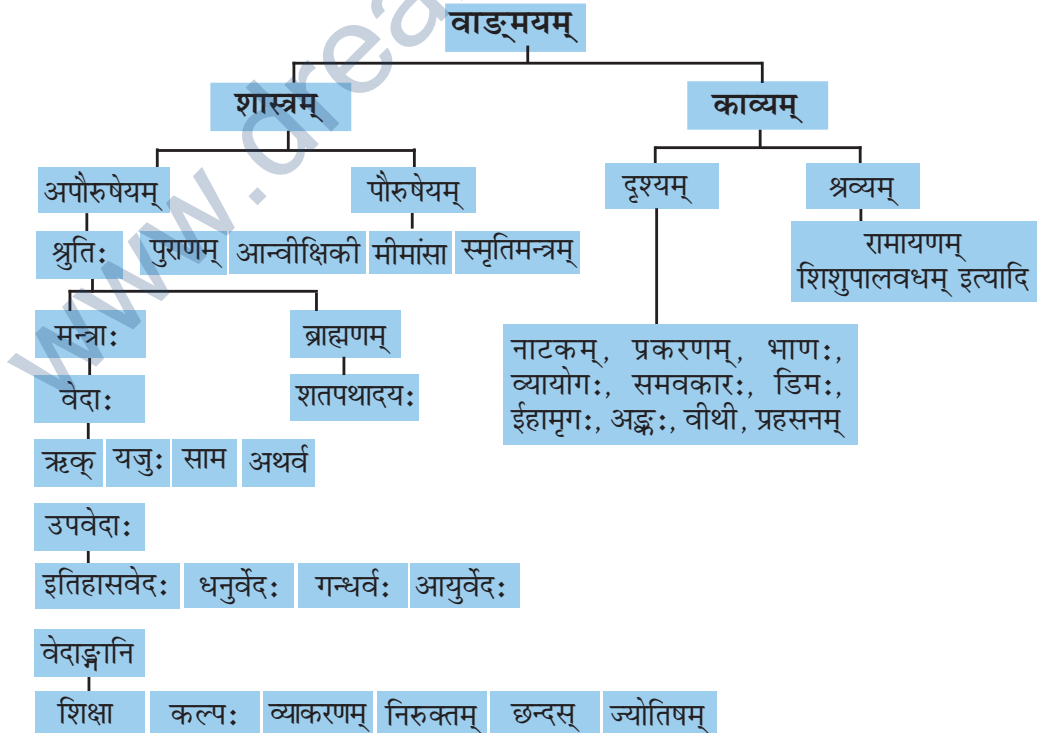 वाङ्मयम्
शास्त्रम् काव्यम्
अपौरुषेयम् पौरुषेयम् दृश्यम् श्रव्यम्
श्रुतिः पुराणम् आन्वीक्षिकी मीमांसा स्मृतिमन्त्रम्
रामायणम्
शिशुपालवधम् इत्यादि
मन्त्राः ब्राह्मणम्
नाटकम्, प्रकरणम्, भाणः,
व्यायोगः, समवकारः, डिमः,
ईहामृगः, अङ्कः, वीथी, प्रहसनम्
वेदाः शतपथादयः
ऋक् यजुः साम अथर्व
उपवेदाः
इतिहासवेदः धनुर्वेदः गन्धर्वः आयुर्वेदः
वेदाङ्गानि
शिक्षा कल्पः व्याकरणम् निरुक्तम् छन्दस् ज्योतिषम्
www.drea